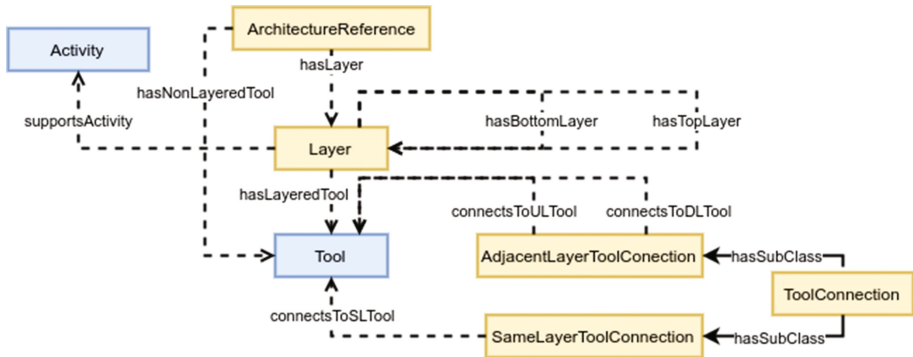 ArchitectureReference
Activity
hasLayer
hasNonLayeredTool
supportsActivity
hasBottomLayer
hasTopLayer
Layer
hasLayeredTool
connectsToULTool
connectsToDLTool
Tool
AdjacentLayerToolConection
hasSubClass
ToolConnection
connectsToSLTool
SameLayerToolConnection
hasSubClass